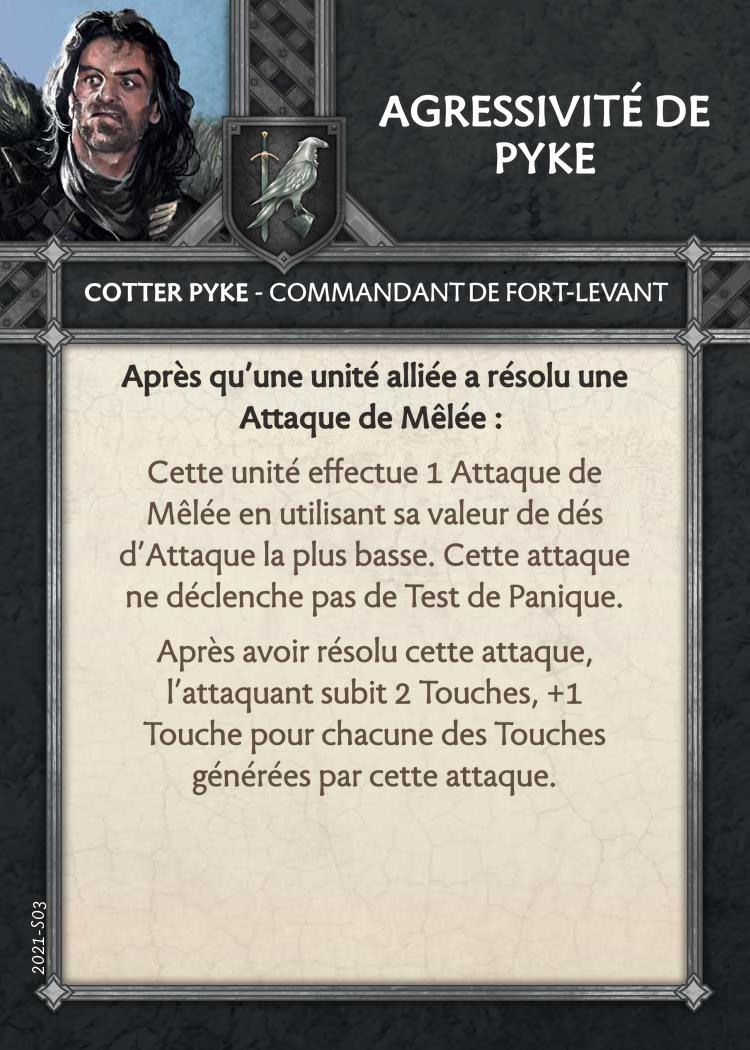 AGRESSIVITÉ DE
PYKE
COTTER PYKE - COMMANDANT DE FORT-LEVANT
Après qu’une unité alliée a résolu une
Attaque de Mêlée :
Cette unité effectue 1 Attaque de
Mêlée en utilisant sa valeur de dés
d’Attaque la plus basse. Cette attaque
ne déclenche pas de Test de Panique.
Après avoir résolu cette attaque,
l’attaquant subit 2 Touches, +1
Touche pour chacune des Touches
générées par cette attaque.
2021-S03